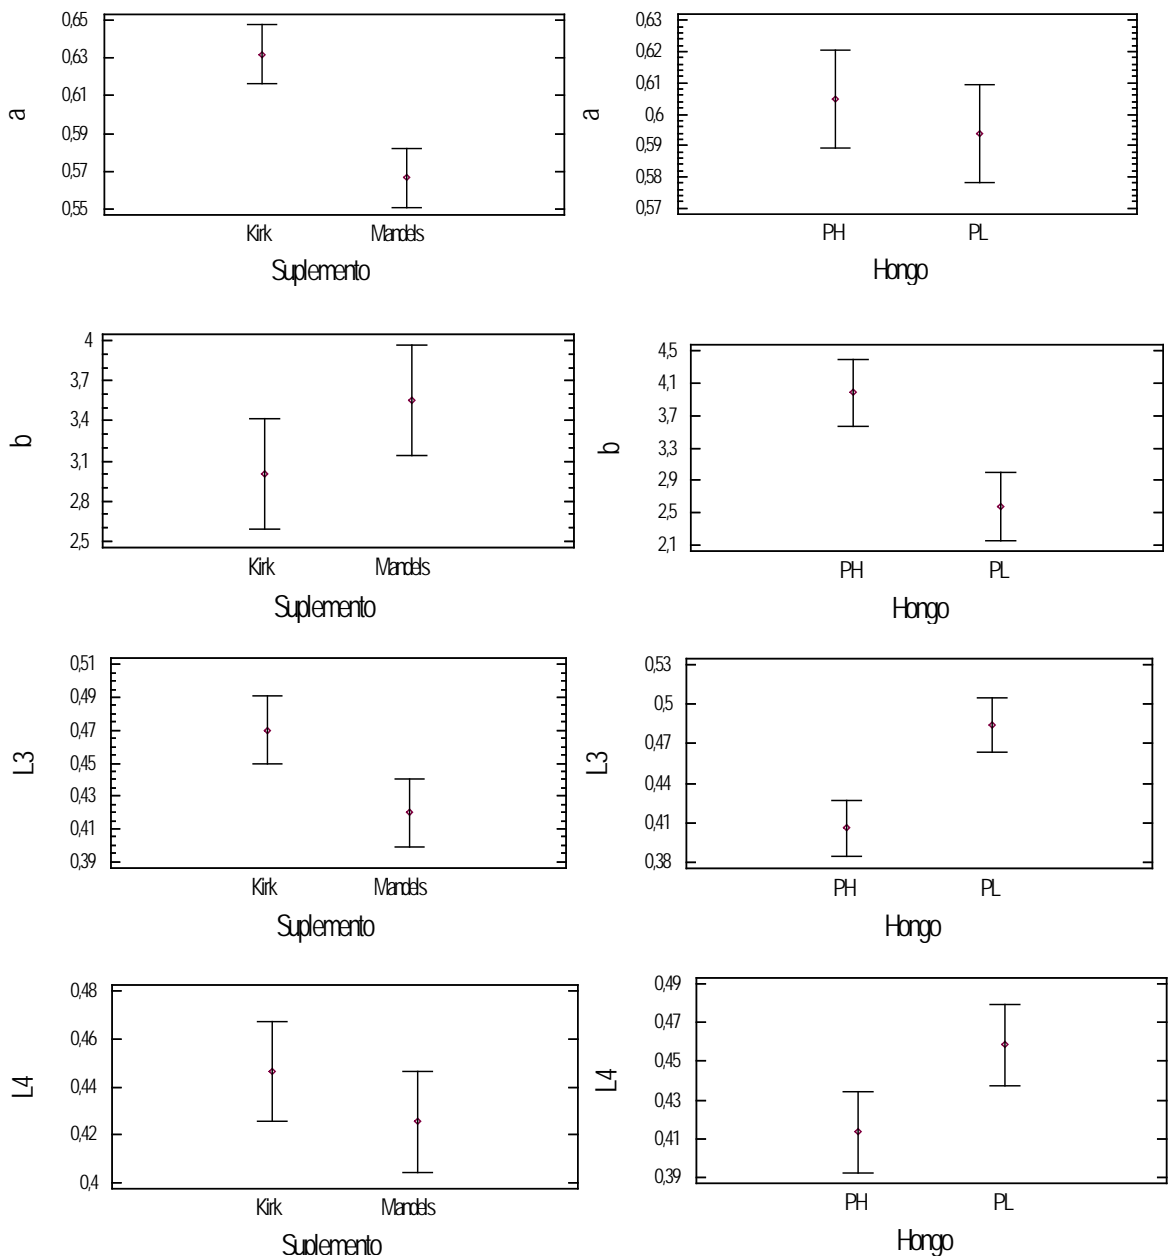 0,65
0,63
0,61
0,59
0,57
0,55
a
Kirk Mandels
Suplemento
0,63
0,62
0,61
0,6
0,59
0,58
0,57
a
PH PL
Hongo
4
3,7
3,4
3,1
2,8
2,5
b
Kirk Mandels
Suplemento
4,5
4,1
3,7
3,3
2,9
2,5
2,1
b
PH PL
Hongo
0,51
0,49
0,47
0,45
0,43
0,41
0,39
L3
Kirk Mandels
Suplemento
0,53
0,5
0,47
0,44
0,41
0,38
L3
PH PL
Hongo
0,48
0,46
0,44
0,42
0,4
L4
Kirk Mandels
Suplemento
0,49
0,47
0,45
0,43
0,41
0,39
L4
PH PL
Hongo